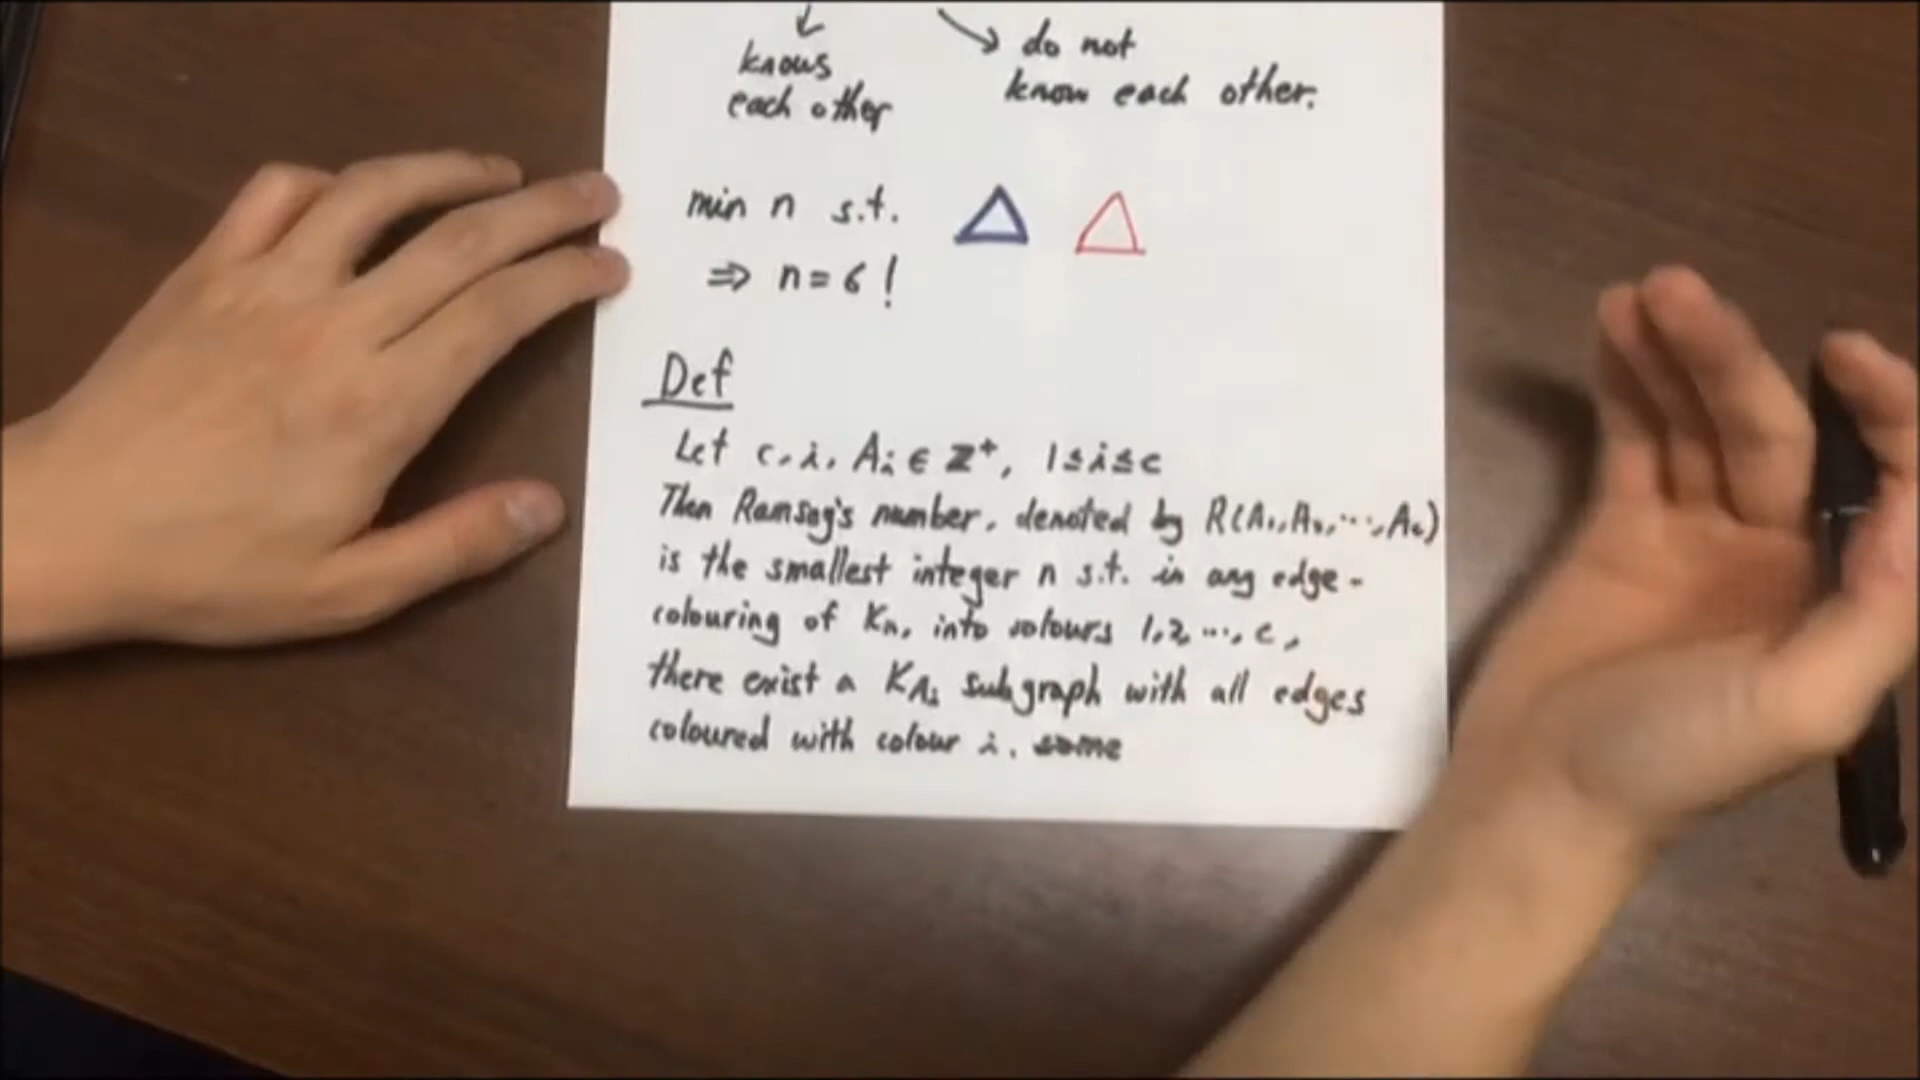 knows
each other
do not
know each other.
min n s.t.
⇒ n = 6 !
Def
Let c, i, Aᵢ ∈ ℤ⁺, 1 ≤ i ≤ c
Then Ramsey's number, denoted by R(A₁, A₂, ..., A꜀)
is the smallest integer n s.t. in any edge-
colouring of Kₙ, into colours 1, 2, ..., c,
there exist a K_Aᵢ subgraph with all edges
coloured with colour i. some